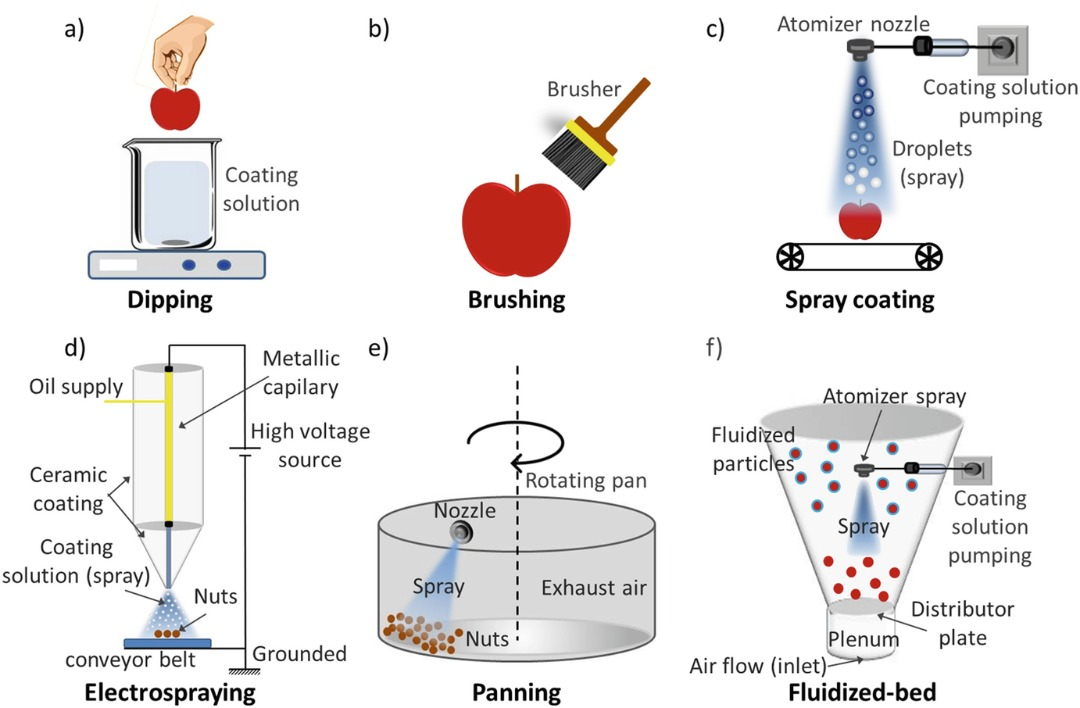 a)
Coating
solution
Dipping
b)
Brusher
Brushing
c)
Atomizer nozzle
Coating solution
pumping
Droplets
(spray)
Spray coating
d)
Oil supply
Metallic
capilary
High voltage
source
Ceramic
coating
Coating
solution (spray)
Nuts
conveyor belt
Grounded
Electrospraying
e)
Rotating pan
Nozzle
Spray
Exhaust air
Nuts
Panning
f)
Atomizer spray
Fluidized
particles
Coating
solution
pumping
Spray
Distributor
plate
Plenum
Air flow (inlet)
Fluidized-bed